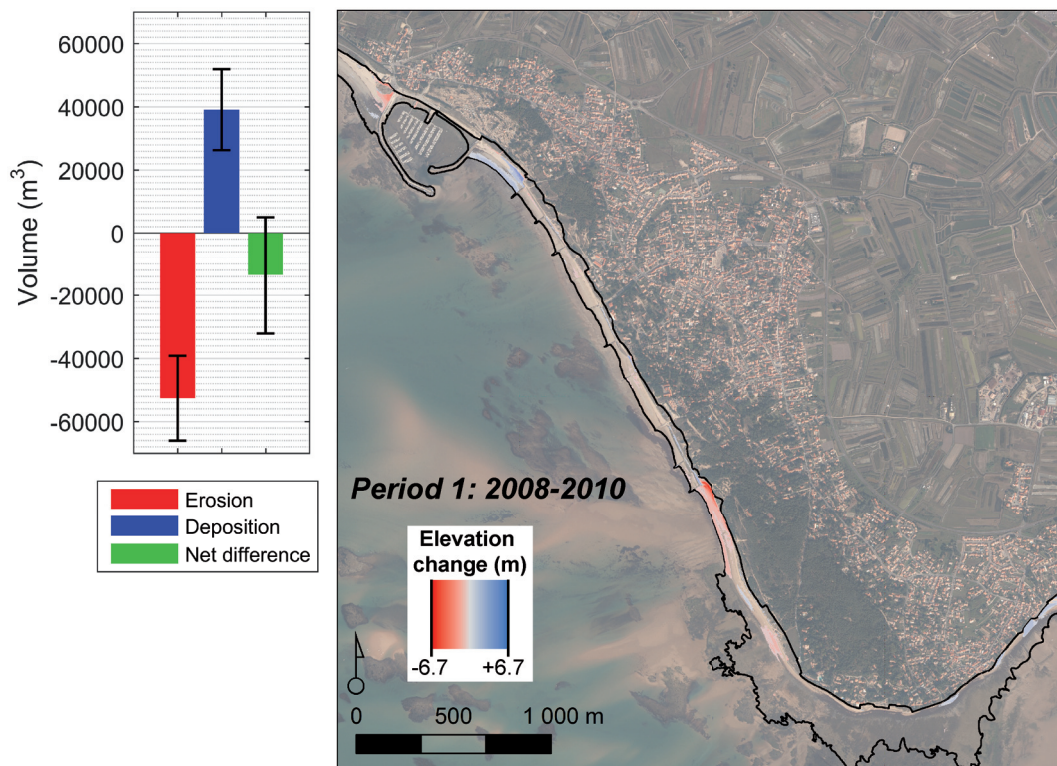 Volume (m³)
60000
40000
20000
0
-20000
-40000
-60000
Erosion
Deposition
Net difference
Period 1: 2008-2010
Elevation
change (m)
-6.7 +6.7
0 500 1 000 m